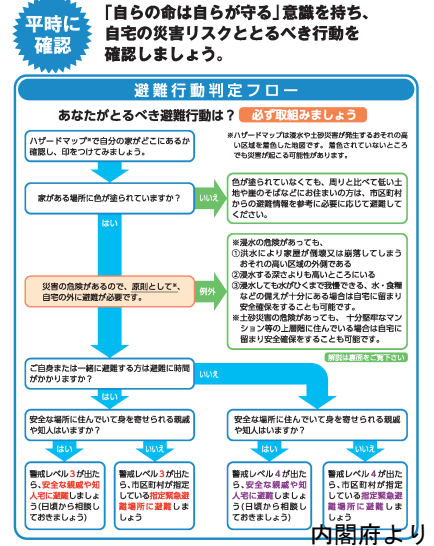 平時に
確認
「自らの命は自らが守る」意識を持ち、
自宅の災害リスクととるべき行動を
確認しましょう。
避難行動判定フロー
あなたがとるべき避難行動は？ 必ず取組みましょう
ハザードマップ※で自分の家がどこにあるか
確認し、印をつけてみましょう。
※ハザードマップは浸水や土砂災害が発生するおそれの高
い区域を着色した地図です。着色されていないところ
でも災害が起こる可能性があります。
家がある場所に色が塗られていますか？
いいえ
色が塗られていなくても、周りと比べて低い土
地や崖のそばなどにお住まいの方は、市区町村
からの避難情報を参考に必要に応じて避難して
ください。
はい
災害の危険があるので、原則として※、
自宅の外に避難が必要です。
例外
※浸水の危険があっても、
①洪水により家屋が倒壊又は崩落してしまう
おそれの高い区域の外側である
②浸水する深さよりも高いところにいる
③浸水しても水がひくまで我慢できる、水・食糧
などの備えが十分にある場合は自宅に留まり
安全確保をすることも可能です。
※土砂災害の危険があっても、十分堅牢なマン
ション等の上層階に住んでいる場合は自宅に
留まり安全確保をすることも可能です。
解説は裏面をご覧下さい
ご自身または一緒に避難する方は避難に時間
がかかりますか？
いいえ
はい
安全な場所に住んでいて身を寄せられる親戚
や知人はいますか？
安全な場所に住んでいて身を寄せられる親戚
や知人はいますか？
はい
いいえ
はい
いいえ
警戒レベル3が出た
ら、安全な親戚や知
人宅に避難しましょ
う(日頃から相談し
ておきましょう)
警戒レベル3が出た
ら、市区町村が指定
している指定緊急避
難場所に避難しま
しょう
警戒レベル4が出た
ら、安全な親戚や知
人宅に避難しましょ
う(日頃から相談し
ておきましょう)
警戒レベル4が出た
ら、市区町村が指定
している指定緊急避
難場所に避難しま
しょう
内閣府より